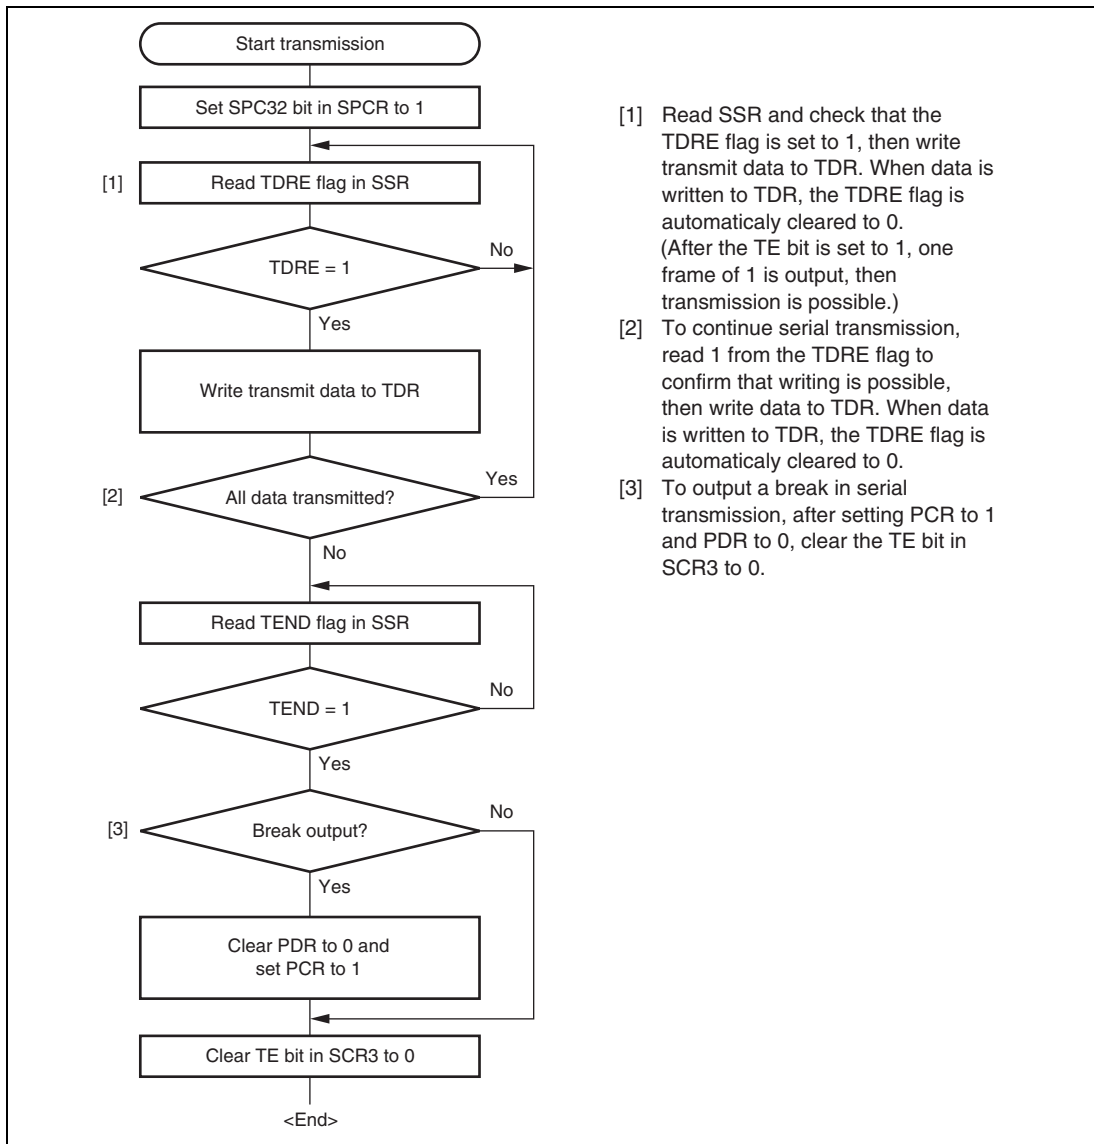 Start transmission
Set SPC32 bit in SPCR to 1
[1]
Read TDRE flag in SSR
No
TDRE = 1
Yes
Write transmit data to TDR
[2]
All data transmitted?
Yes
No
Read TEND flag in SSR
No
TEND = 1
Yes
[3]
No
Break output?
Yes
Clear PDR to 0 and
set PCR to 1
Clear TE bit in SCR3 to 0
<End>
[1] Read SSR and check that the
TDRE flag is set to 1, then write
transmit data to TDR. When data is
written to TDR, the TDRE flag is
automaticaly cleared to 0.
(After the TE bit is set to 1, one
frame of 1 is output, then
transmission is possible.)
[2] To continue serial transmission,
read 1 from the TDRE flag to
confirm that writing is possible,
then write data to TDR. When data
is written to TDR, the TDRE flag is
automaticaly cleared to 0.
[3] To output a break in serial
transmission, after setting PCR to 1
and PDR to 0, clear the TE bit in
SCR3 to 0.